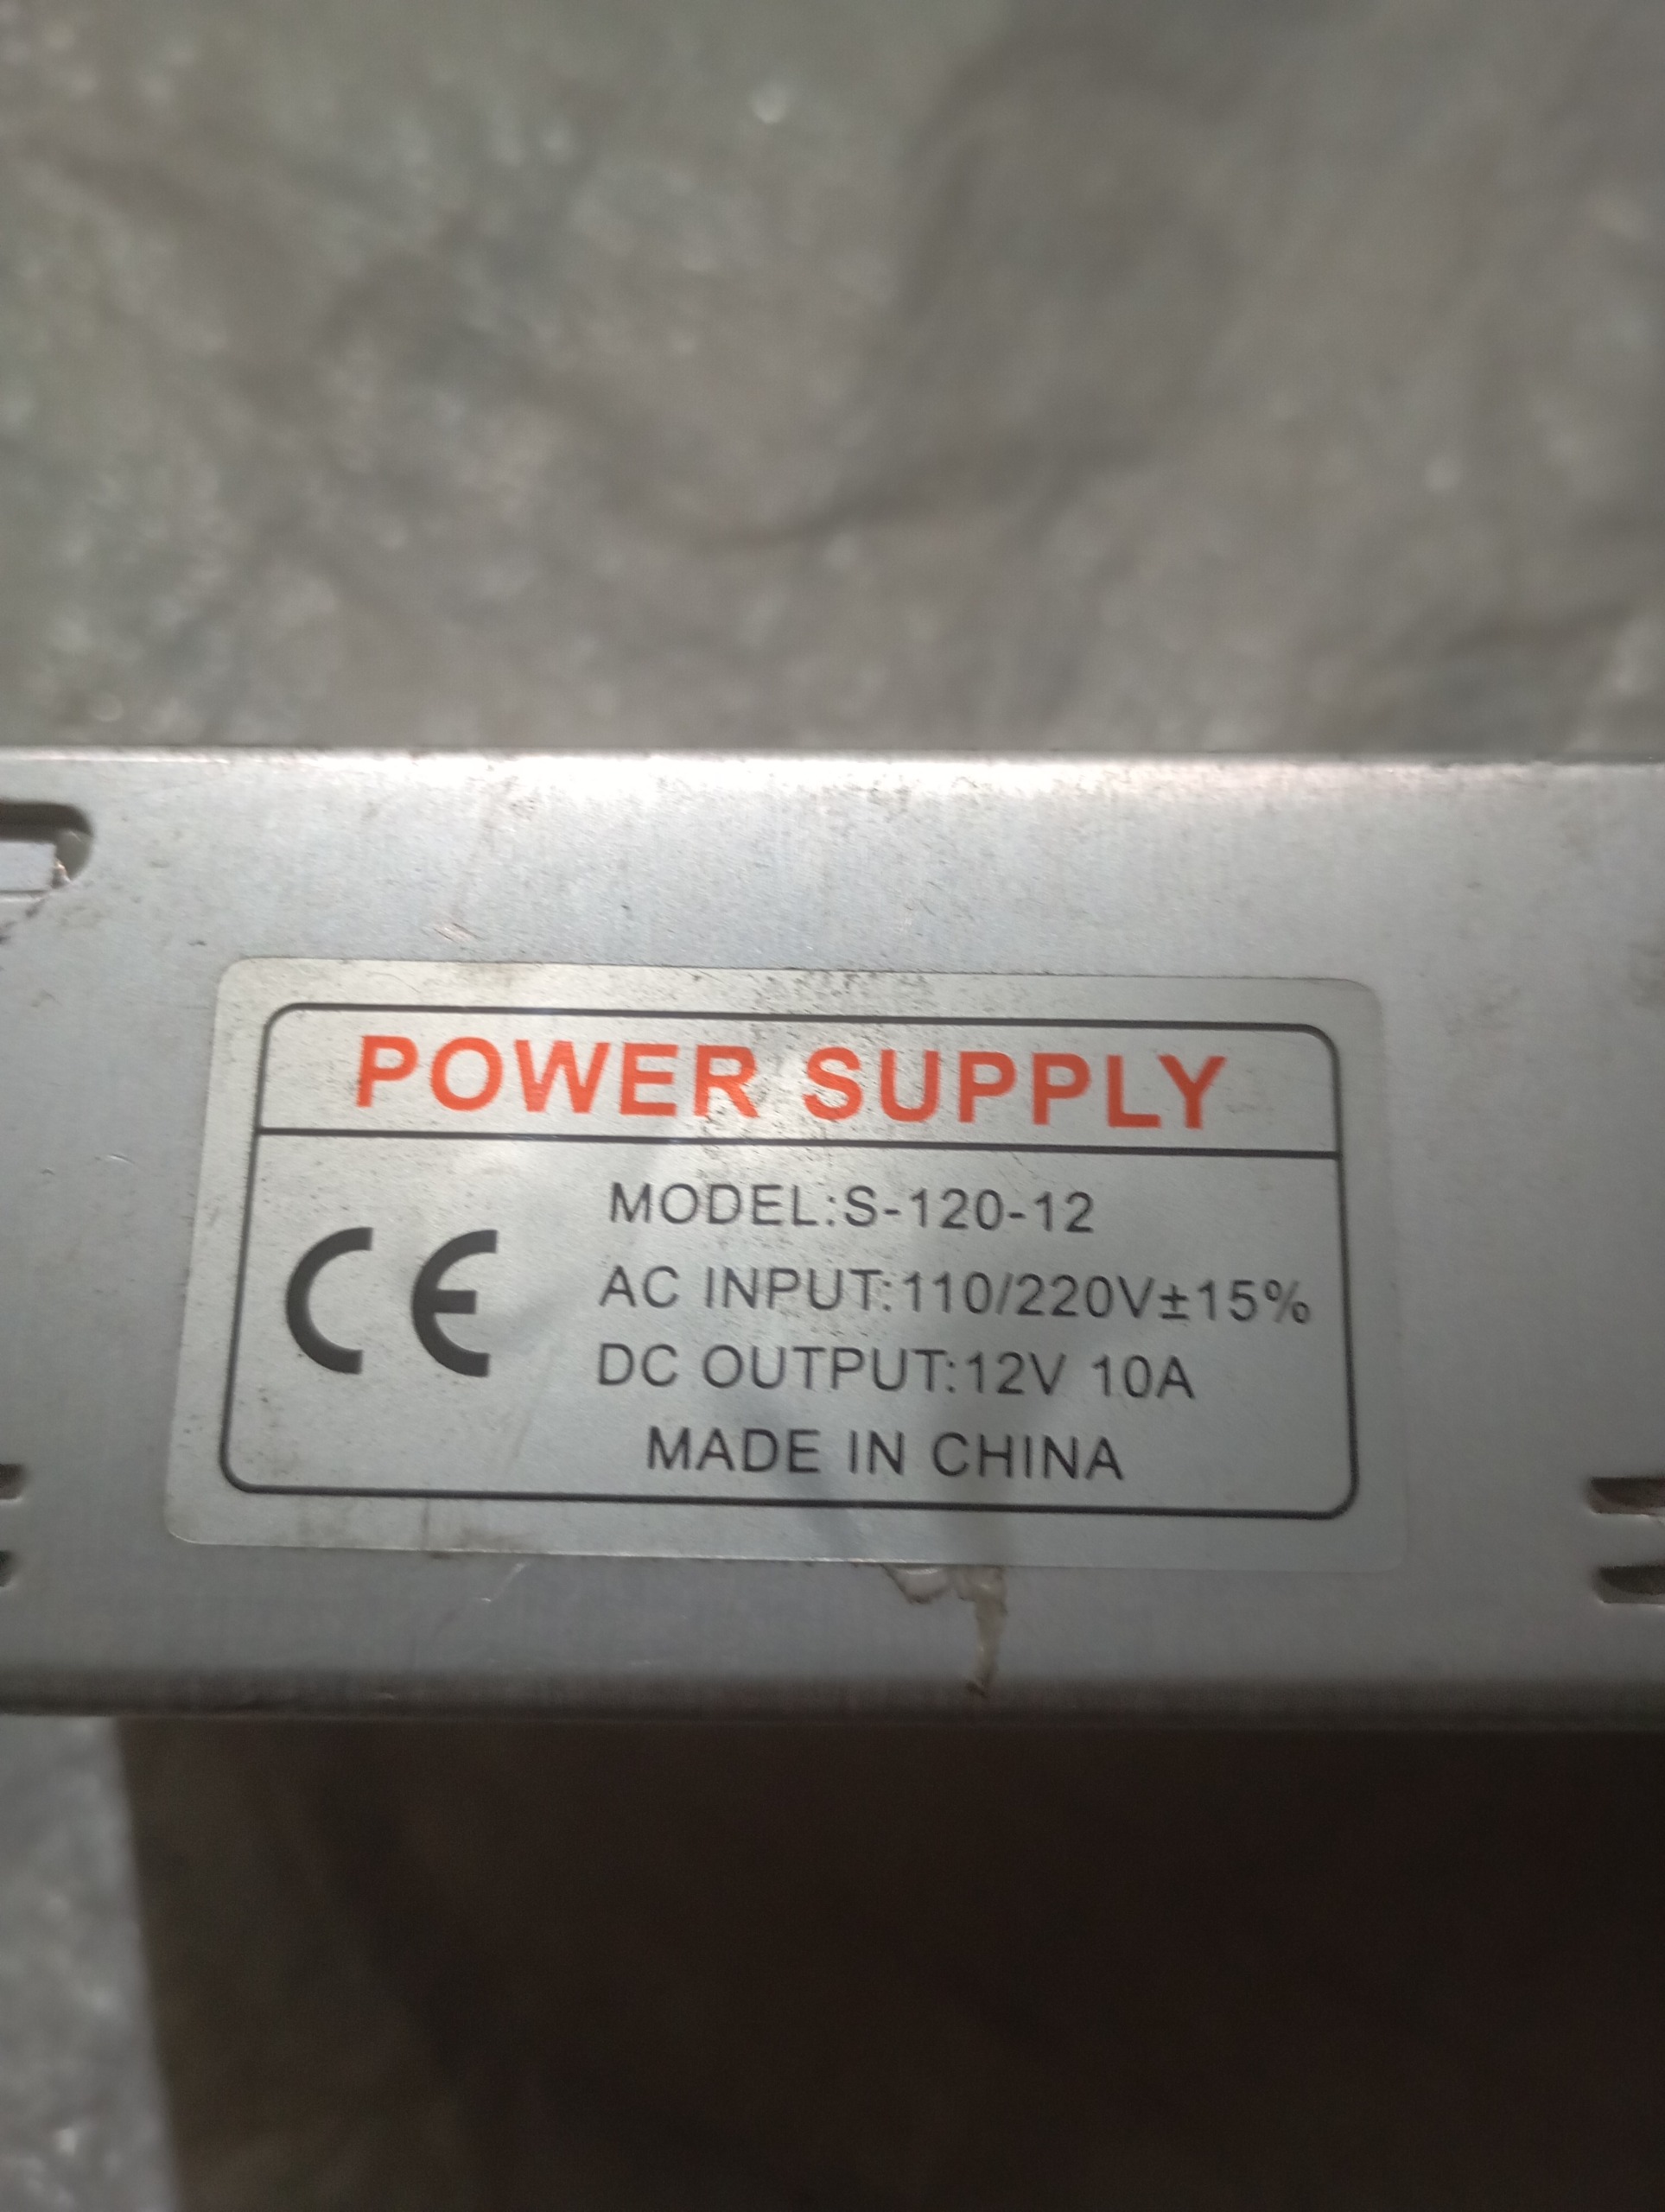 POWER SUPPLY
CE
MODEL:S-120-12
AC INPUT:110/220V±15%
DC OUTPUT:12V 10A
MADE IN CHINA